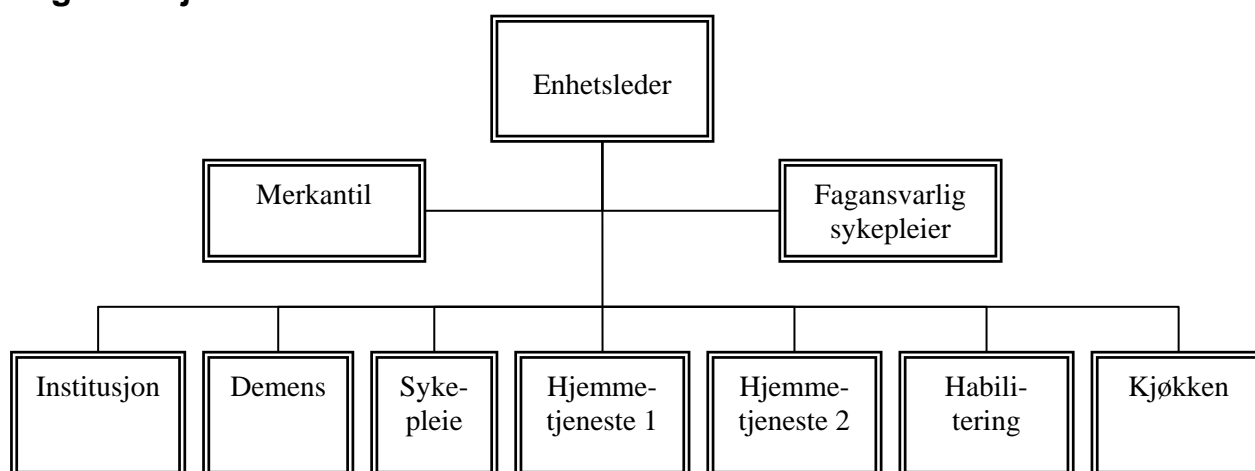 Enhetsleder
Merkantil
Fagansvarlig
sykepleier
Institusjon
Demens
Syke-
pleie
Hjemme-
tjeneste 1
Hjemme-
tjeneste 2
Habili-
tering
Kjøkken